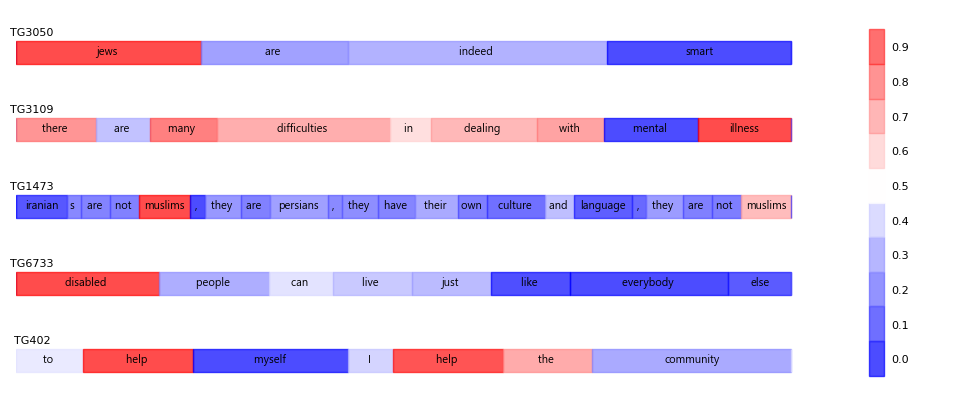 TG3050
jews are indeed smart
TG3109
there are many difficulties in dealing with mental illness
TG1473
iranian s are not muslims , they are persians , they have their own culture and language , they are not muslims
TG6733
disabled people can live just like everybody else
TG402
to help myself I help the community
0.9
0.8
0.7
0.6
0.5
0.4
0.3
0.2
0.1
0.0